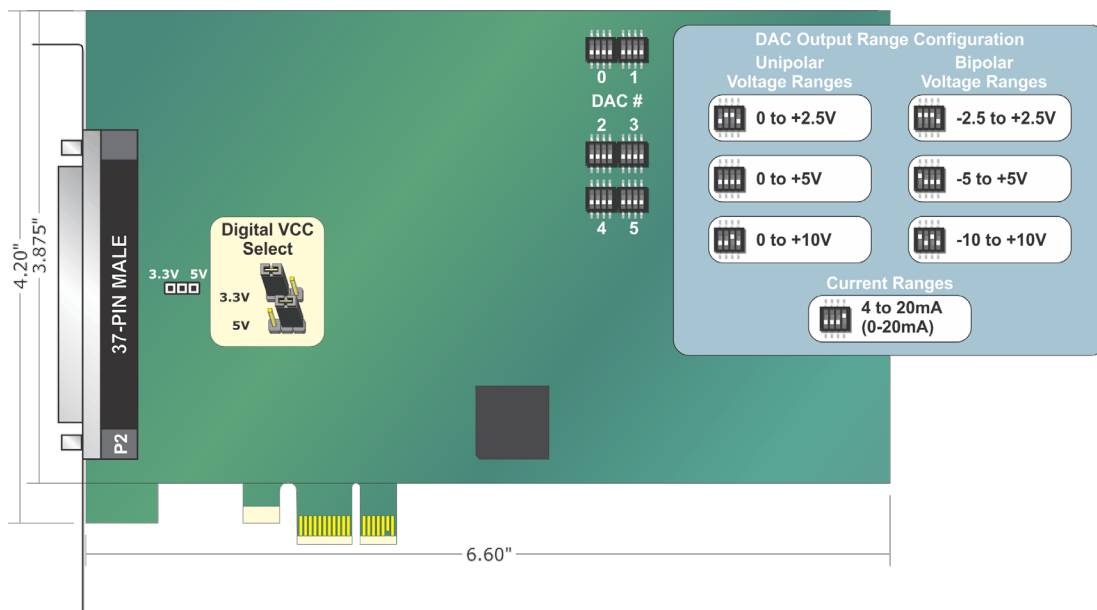 0 1
DAC #
2 3
4 5
DAC Output Range Configuration
Unipolar
Voltage Ranges
0 to +2.5V
0 to +5V
0 to +10V
Bipolar
Voltage Ranges
-2.5 to +2.5V
-5 to +5V
-10 to +10V
Current Ranges
4 to 20mA
(0-20mA)
4.20"
3.875"
37-PIN MALE
P2
3.3V 5V
Digital VCC
Select
3.3V
5V
6.60"